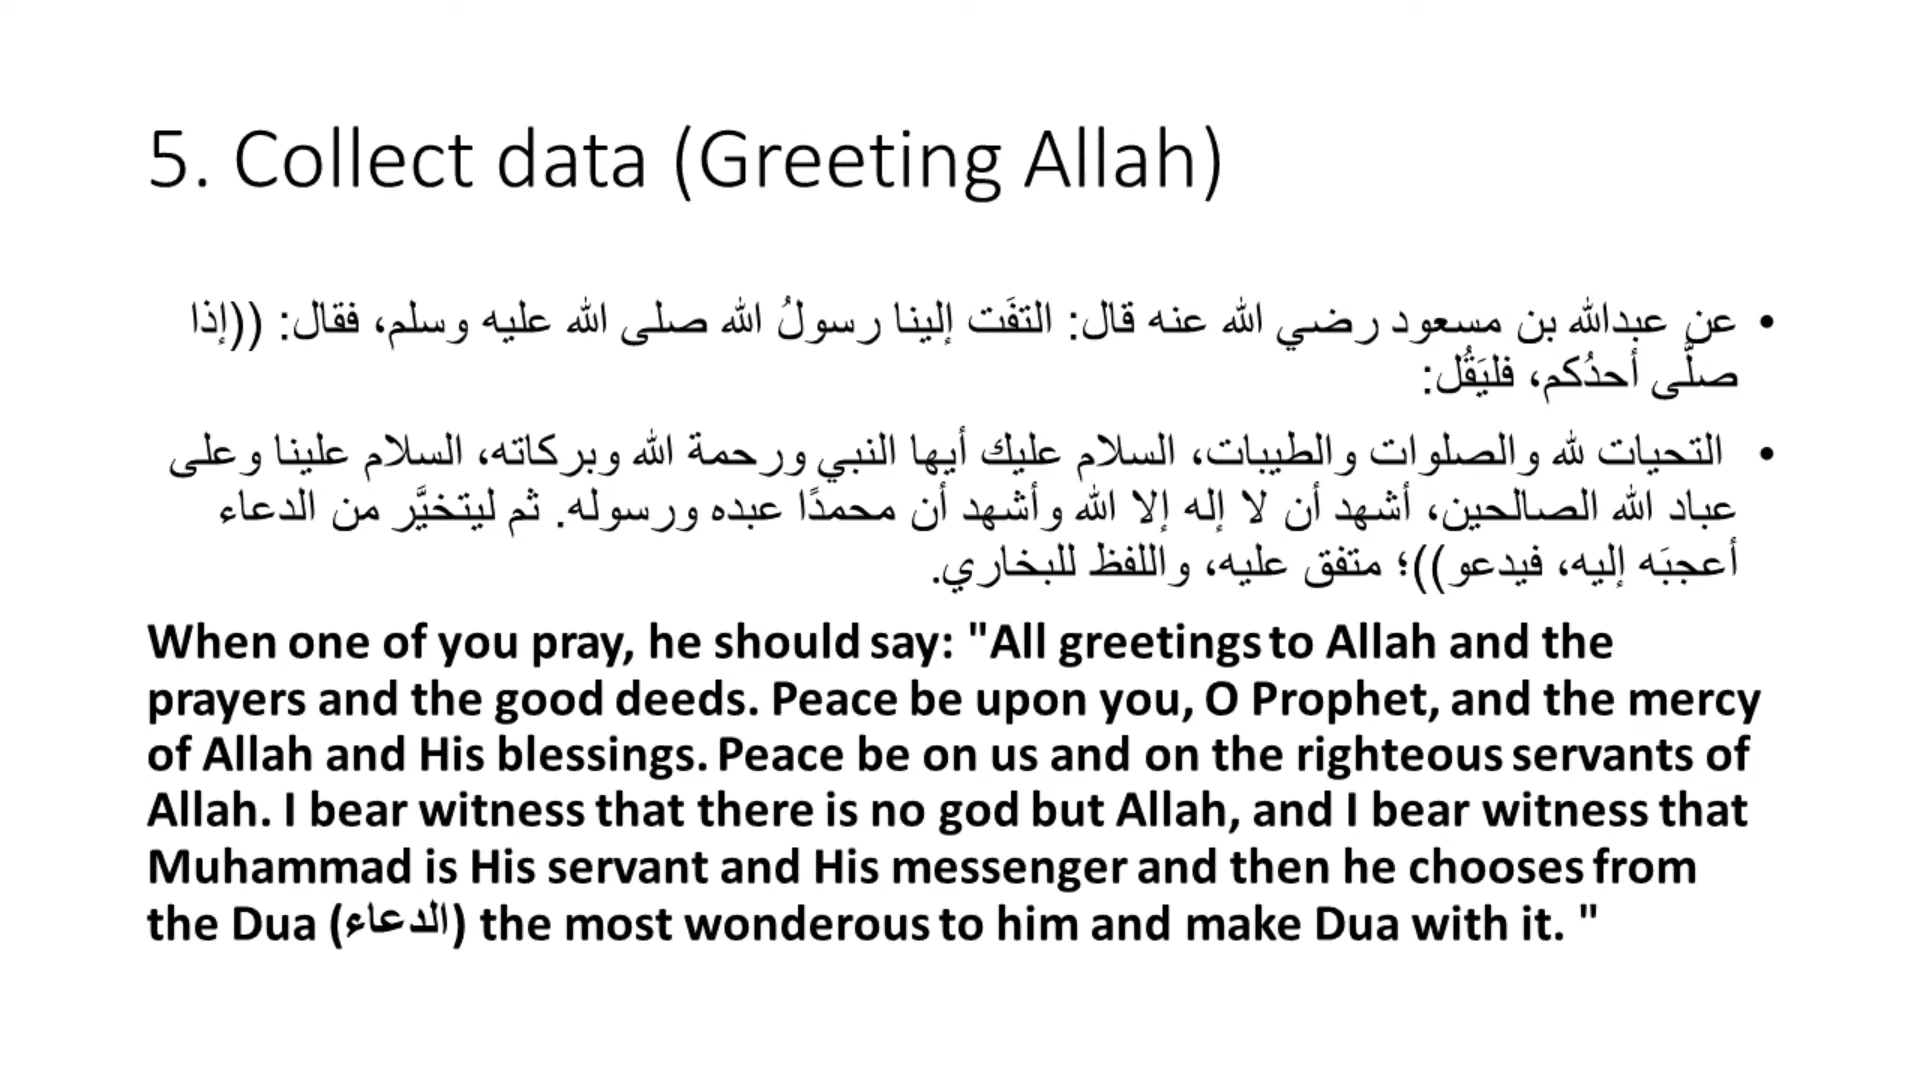 5. Collect data (Greeting Allah)
• عن عبدالله بن مسعود رضي الله عنه قال: التفَت إلينا رسولُ الله صلى الله عليه وسلم، فقال: ((إذا
صلَّى أحدُكم، فليَقُل:
• التحيات لله والصلوات والطيبات، السلام عليك أيها النبي ورحمة الله وبركاته، السلام علينا وعلى
عباد الله الصالحين، أشهد أن لا إله إلا الله وأشهد أن محمدًا عبده ورسوله. ثم ليتخيَّر من الدعاء
أعجبَه إليه، فيدعو))؛ متفق عليه، واللفظ للبخاري.
When one of you pray, he should say: "All greetings to Allah and the
prayers and the good deeds. Peace be upon you, O Prophet, and the mercy
of Allah and His blessings. Peace be on us and on the righteous servants of
Allah. I bear witness that there is no god but Allah, and I bear witness that
Muhammad is His servant and His messenger and then he chooses from
the Dua (الدعاء) the most wonderous to him and make Dua with it. "